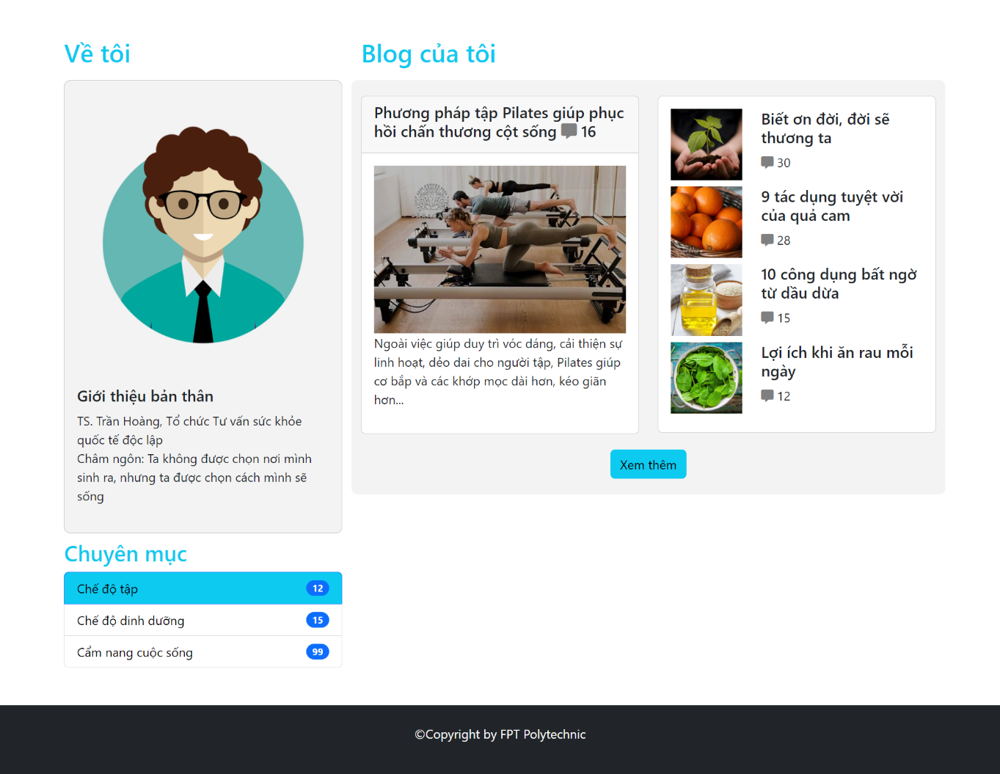 Về tôi
Giới thiệu bản thân
TS. Trần Hoàng, Tổ chức Tư vấn sức khỏe
quốc tế độc lập
Châm ngôn: Ta không được chọn nơi mình
sinh ra, nhưng ta được chọn cách mình sẽ
sống
Chuyên mục
Chế độ tập 12
Chế độ dinh dưỡng 15
Cẩm nang cuộc sống 99
Blog của tôi
Phương pháp tập Pilates giúp phục
hồi chấn thương cột sống 16
Ngoài việc giúp duy trì vóc dáng, cải thiện sự
linh hoạt, dẻo dai cho người tập, Pilates giúp
cơ bắp và các khớp mọc dài hơn, kéo giãn
hơn...
Biết ơn đời, đời sẽ
thương ta
30
9 tác dụng tuyệt vời
của quả cam
28
10 công dụng bất ngờ
từ dầu dừa
15
Lợi ích khi ăn rau mỗi
ngày
12
Xem thêm
©Copyright by FPT Polytechnic